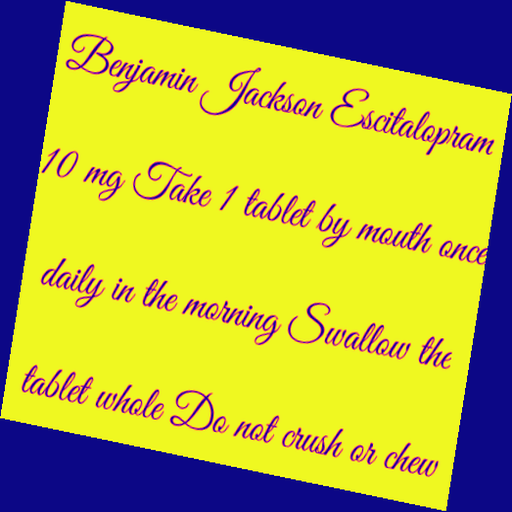 Benjamin Jackson Escitalopram
10 mg Take 1 tablet by mouth once
daily in the morning Swallow the
tablet whole Do not crush or chew